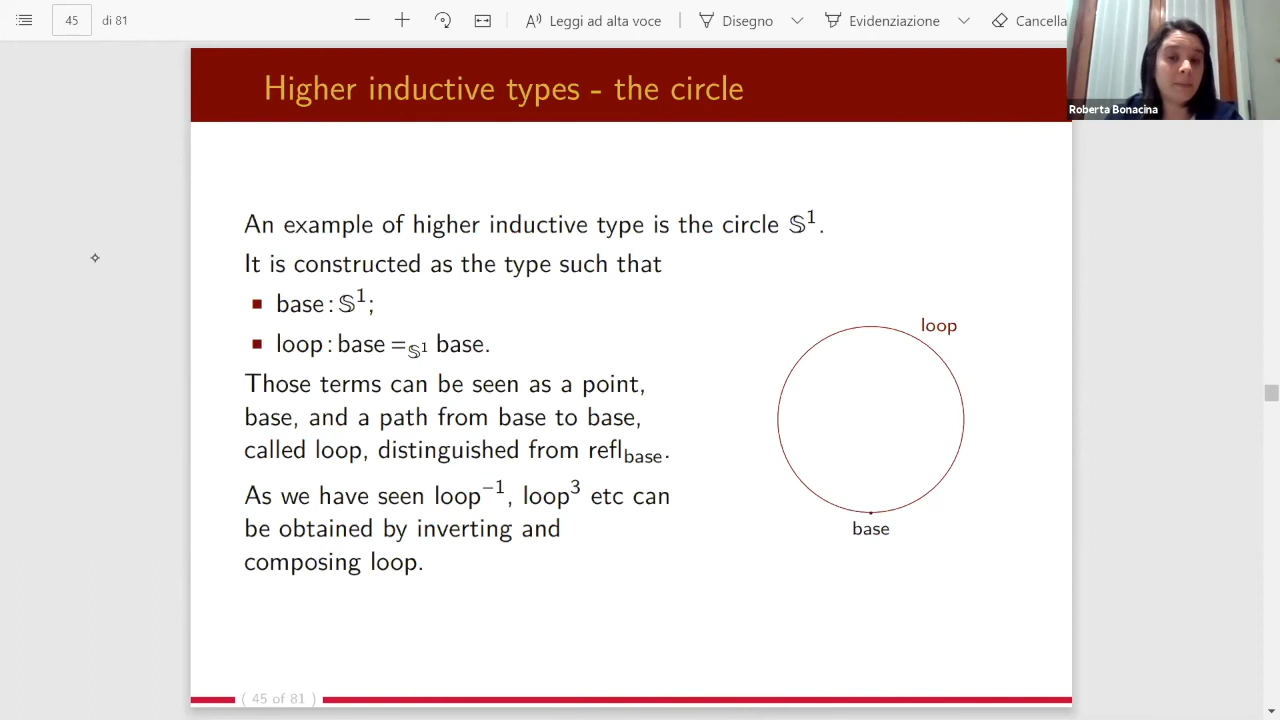 45 di 81 Leggi ad alta voce Disegno Evidenziazione Cancella
Roberta Bonacina
Higher inductive types - the circle
An example of higher inductive type is the circle 𝕊¹.
It is constructed as the type such that
■ base : 𝕊¹;
■ loop : base =𝕊¹ base.
Those terms can be seen as a point,
base, and a path from base to base,
called loop, distinguished from reflbase.
As we have seen loop⁻¹, loop³ etc can
be obtained by inverting and
composing loop.
loop
base
( 45 of 81 )